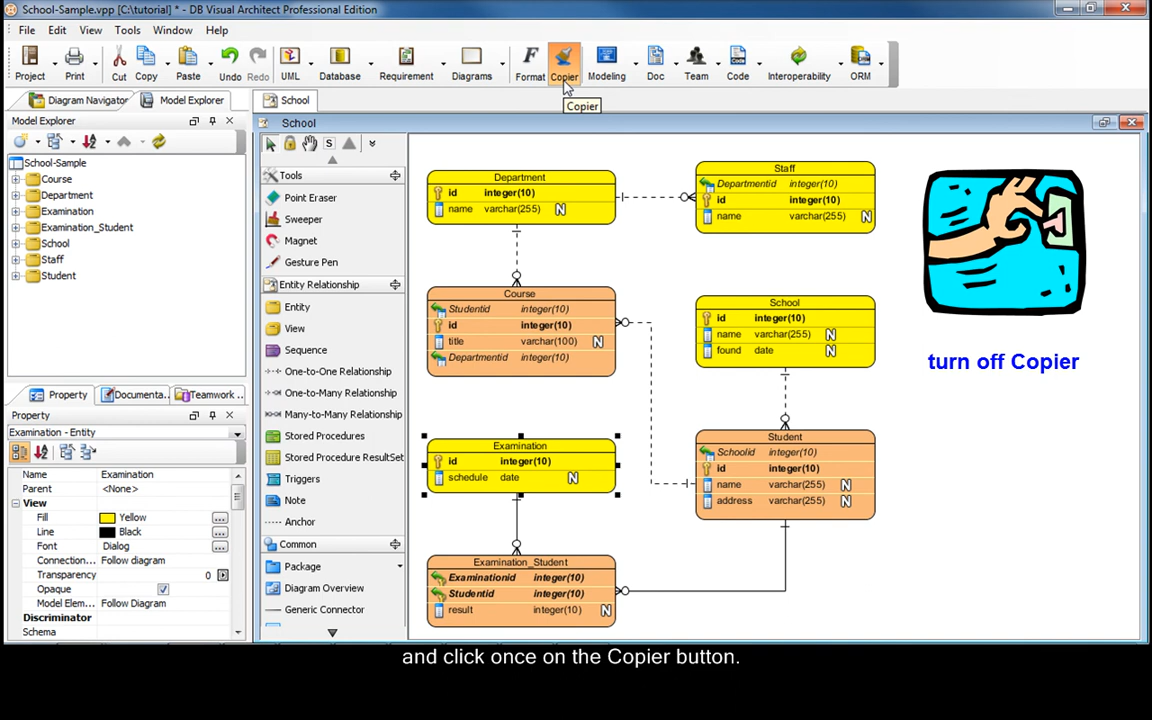 School-Sample.vpp [C:\tutorial] * - DB Visual Architect Professional Edition
File Edit View Tools Window Help
Project Print Cut Copy Paste Undo Redo UML Database Requirement Diagrams Format Copier Modeling Doc Team Code Interoperability ORM
Copier
Diagram Navigator Model Explorer School
Model Explorer
School-Sample
Course
Department
Examination
Examination_Student
School
Staff
Student
Property Documenta... Teamwork ...
Property
Examination - Entity
Name Examination
Parent <None>
View
Fill Yellow ...
Line Black ...
Font Dialog ...
Connection... Follow diagram
Transparency 0
Opaque
Model Elem... Follow Diagram
Discriminator
Schema
School
S
Tools
Point Eraser
Sweeper
Magnet
Gesture Pen
Entity Relationship
Entity
View
Sequence
One-to-One Relationship
One-to-Many Relationship
Many-to-Many Relationship
Stored Procedures
Stored Procedure ResultSet
Triggers
Note
Anchor
Common
Package
Diagram Overview
Generic Connector
Department
id integer(10)
name varchar(255) N
Staff
Departmentid integer(10)
id integer(10)
name varchar(255) N
Course
Studentid integer(10)
id integer(10)
title varchar(100) N
Departmentid integer(10)
School
id integer(10)
name varchar(255) N
found date N
Examination
id integer(10)
schedule date N
Student
Schoolid integer(10)
id integer(10)
name varchar(255) N
address varchar(255) N
Examination_Student
Examinationid integer(10)
Studentid integer(10)
result integer(10) N
turn off Copier
and click once on the Copier button.